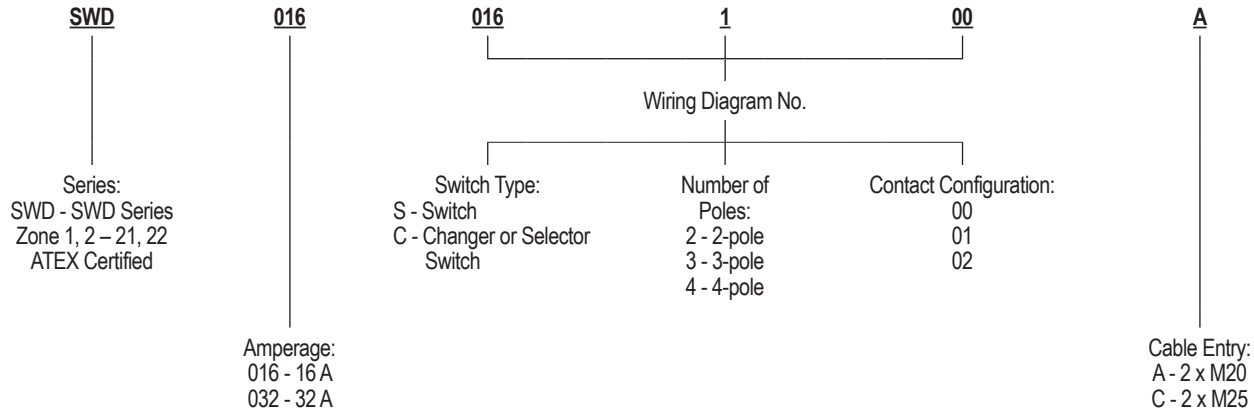 SWD 016 016 1 00 A
Wiring Diagram No.
Series:
SWD - SWD Series
Zone 1, 2 – 21, 22
ATEX Certified
Amperage:
016 - 16 A
032 - 32 A
Switch Type:
S - Switch
C - Changer or Selector
Switch
Number of
Poles:
2 - 2-pole
3 - 3-pole
4 - 4-pole
Contact Configuration:
00
01
02
Cable Entry:
A - 2 x M20
C - 2 x M25